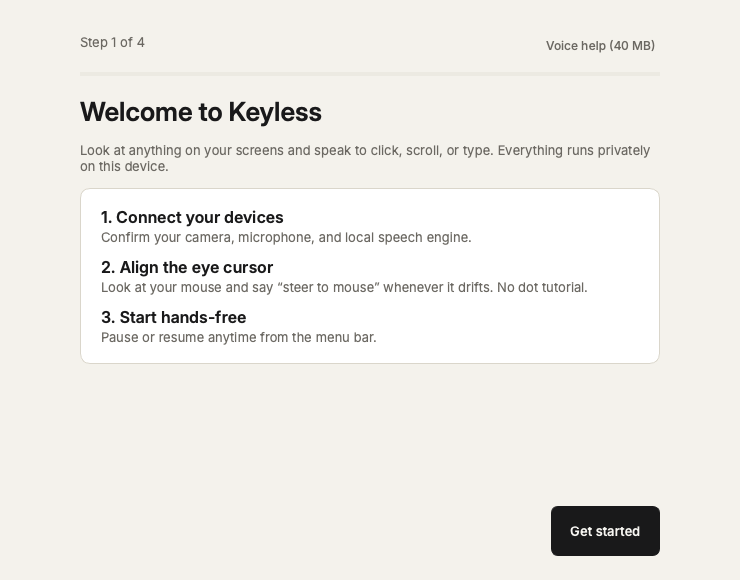 Step 1 of 4
Voice help (40 MB)
Welcome to Keyless
Look at anything on your screens and speak to click, scroll, or type. Everything runs privately
on this device.
1. Connect your devices
Confirm your camera, microphone, and local speech engine.
2. Align the eye cursor
Look at your mouse and say “steer to mouse” whenever it drifts. No dot tutorial.
3. Start hands-free
Pause or resume anytime from the menu bar.
Get started